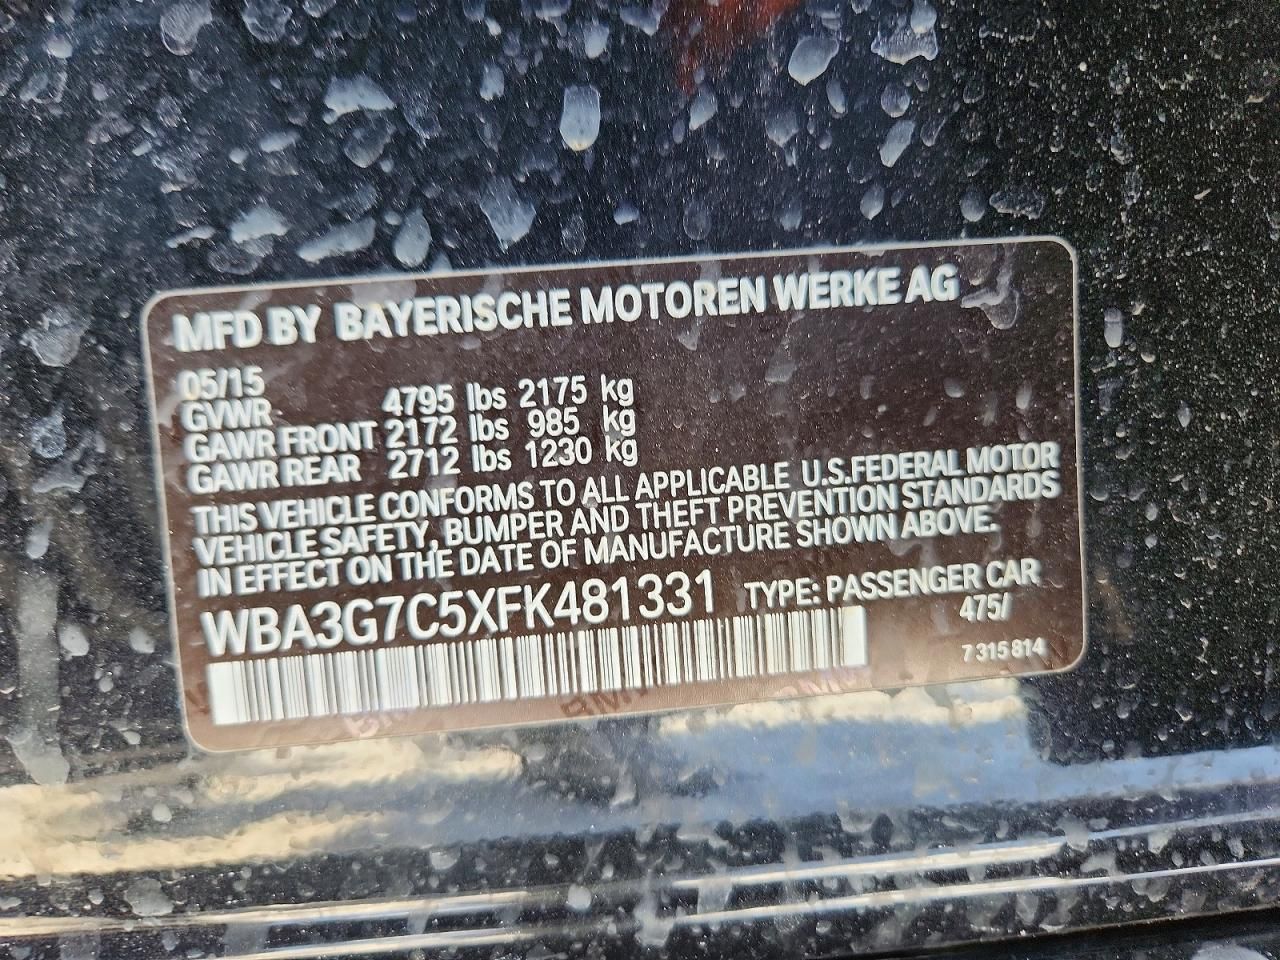 MFD BY BAYERISCHE MOTOREN WERKE AG
05/15
GVWR 4795 lbs 2175 kg
GAWR FRONT 2172 lbs 985 kg
GAWR REAR 2712 lbs 1230 kg
THIS VEHICLE CONFORMS TO ALL APPLICABLE U.S.FEDERAL MOTOR
VEHICLE SAFETY, BUMPER AND THEFT PREVENTION STANDARDS
IN EFFECT ON THE DATE OF MANUFACTURE SHOWN ABOVE.
WBA3G7C5XFK481331 TYPE: PASSENGER CAR
475/
7 315 814